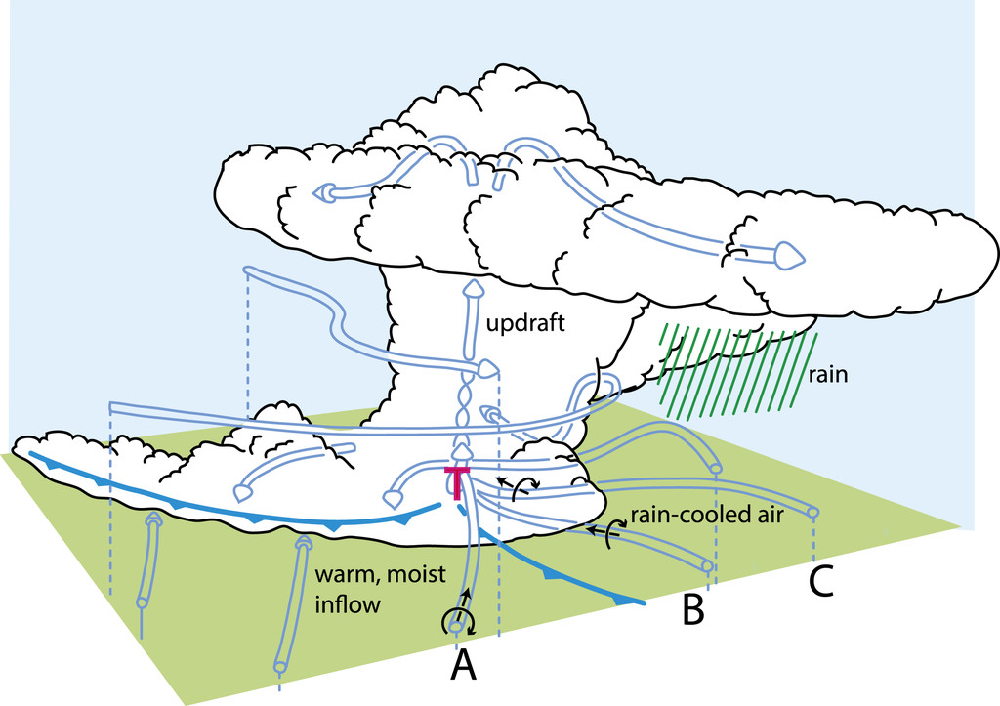 updraft
rain
T
rain-cooled air
warm, moist
inflow
A
B
C